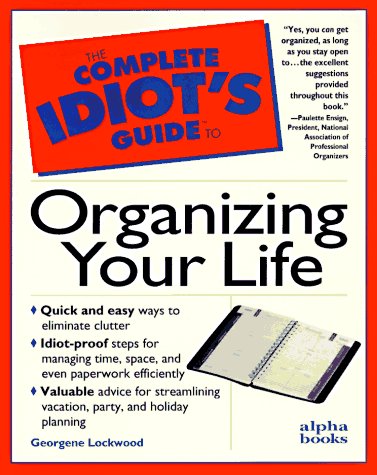 THE
COMPLETE
IDIOT'S
GUIDE™ TO
"Yes, you can get
organized, as long
as you stay open
to...the excellent
suggestions
provided throughout
this book."
—Paulette Ensign,
President, National
Association of
Professional
Organizers
Organizing
Your Life
♦ Quick and easy ways to
eliminate clutter
♦ Idiot-proof steps for
managing time, space, and
even paperwork efficiently
♦ Valuable advice for streamlining
vacation, party, and holiday
planning
Georgene Lockwood
alpha
books